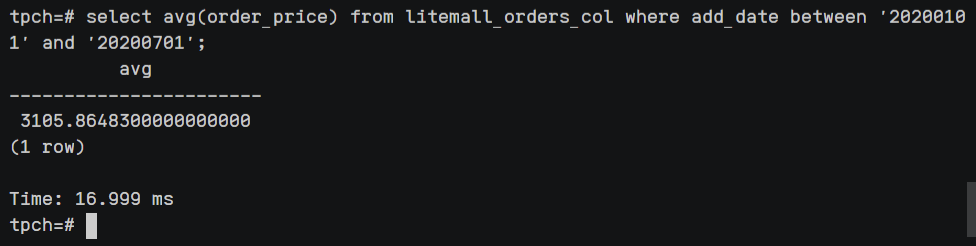 tpch=# select avg(order_price) from litemall_orders_col where add_date between '2020010
1' and '20200701';
          avg
-----------------------
 3105.8648300000000000
(1 row)

Time: 16.999 ms
tpch=#